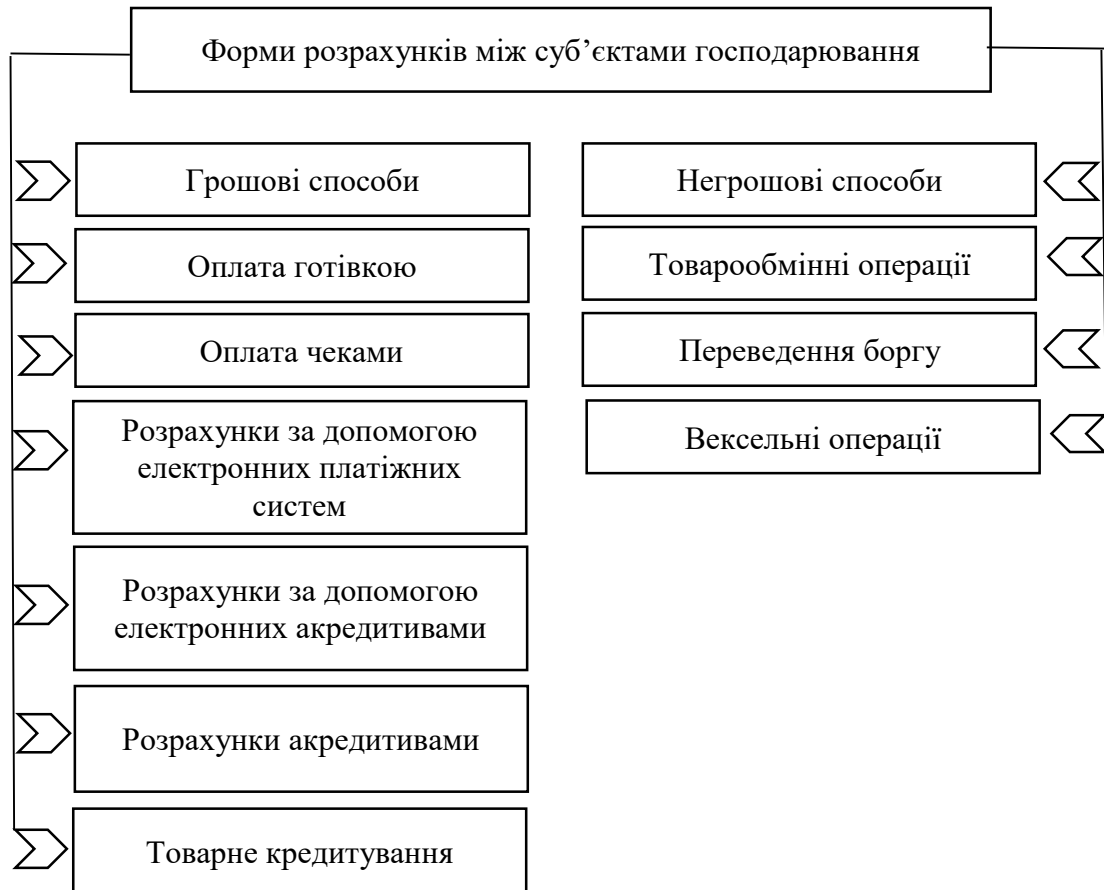 Форми розрахунків між суб’єктами господарювання
Грошові способи
Оплата готівкою
Оплата чеками
Розрахунки за допомогою
електронних платіжних
систем
Розрахунки за допомогою
електронних акредитивами
Розрахунки акредитивами
Товарне кредитування
Негрошові способи
Товарообмінні операції
Переведення боргу
Вексельні операції